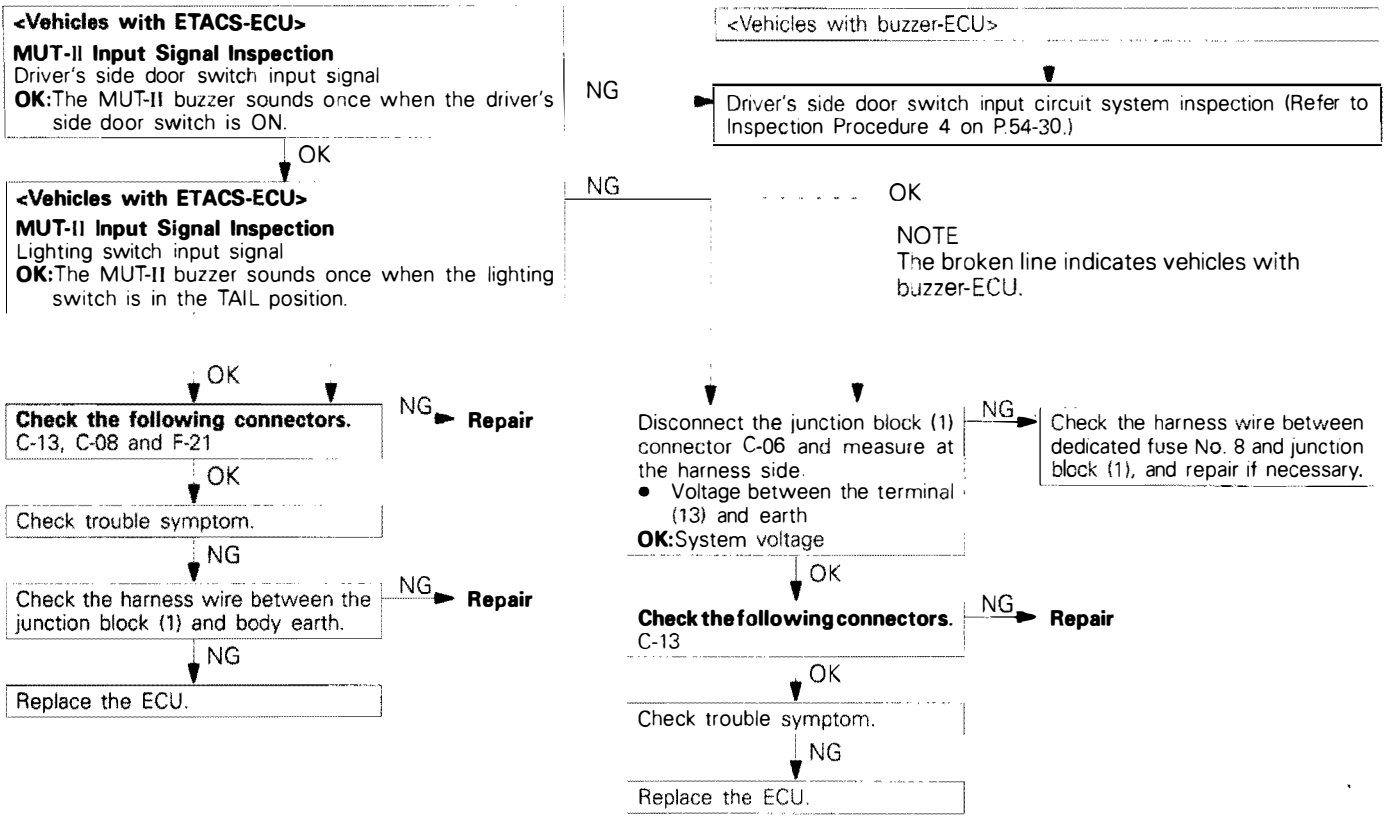 <Vehicles with ETACS-ECU>
MUT-II Input Signal Inspection
Driver's side door switch input signal
OK:The MUT-II buzzer sounds once when the driver's
side door switch is ON.
NG
<Vehicles with buzzer-ECU>
Driver's side door switch input circuit system inspection (Refer to
Inspection Procedure 4 on P.54-30.)
OK
<Vehicles with ETACS-ECU>
MUT-II Input Signal Inspection
Lighting switch input signal
OK:The MUT-II buzzer sounds once when the lighting
switch is in the TAIL position.
NG
OK
NOTE
The broken line indicates vehicles with
buzzer-ECU.
OK
Check the following connectors.
C-13, C-08 and F-21
NG
Repair
OK
Check trouble symptom.
NG
Check the harness wire between the
junction block (1) and body earth.
NG
Repair
NG
Replace the ECU.
Disconnect the junction block (1)
connector C-06 and measure at
the harness side.
● Voltage between the terminal
(13) and earth
OK:System voltage
NG
Check the harness wire between
dedicated fuse No. 8 and junction
block (1), and repair if necessary.
OK
Check the following connectors.
C-13
NG
Repair
OK
Check trouble symptom.
NG
Replace the ECU.